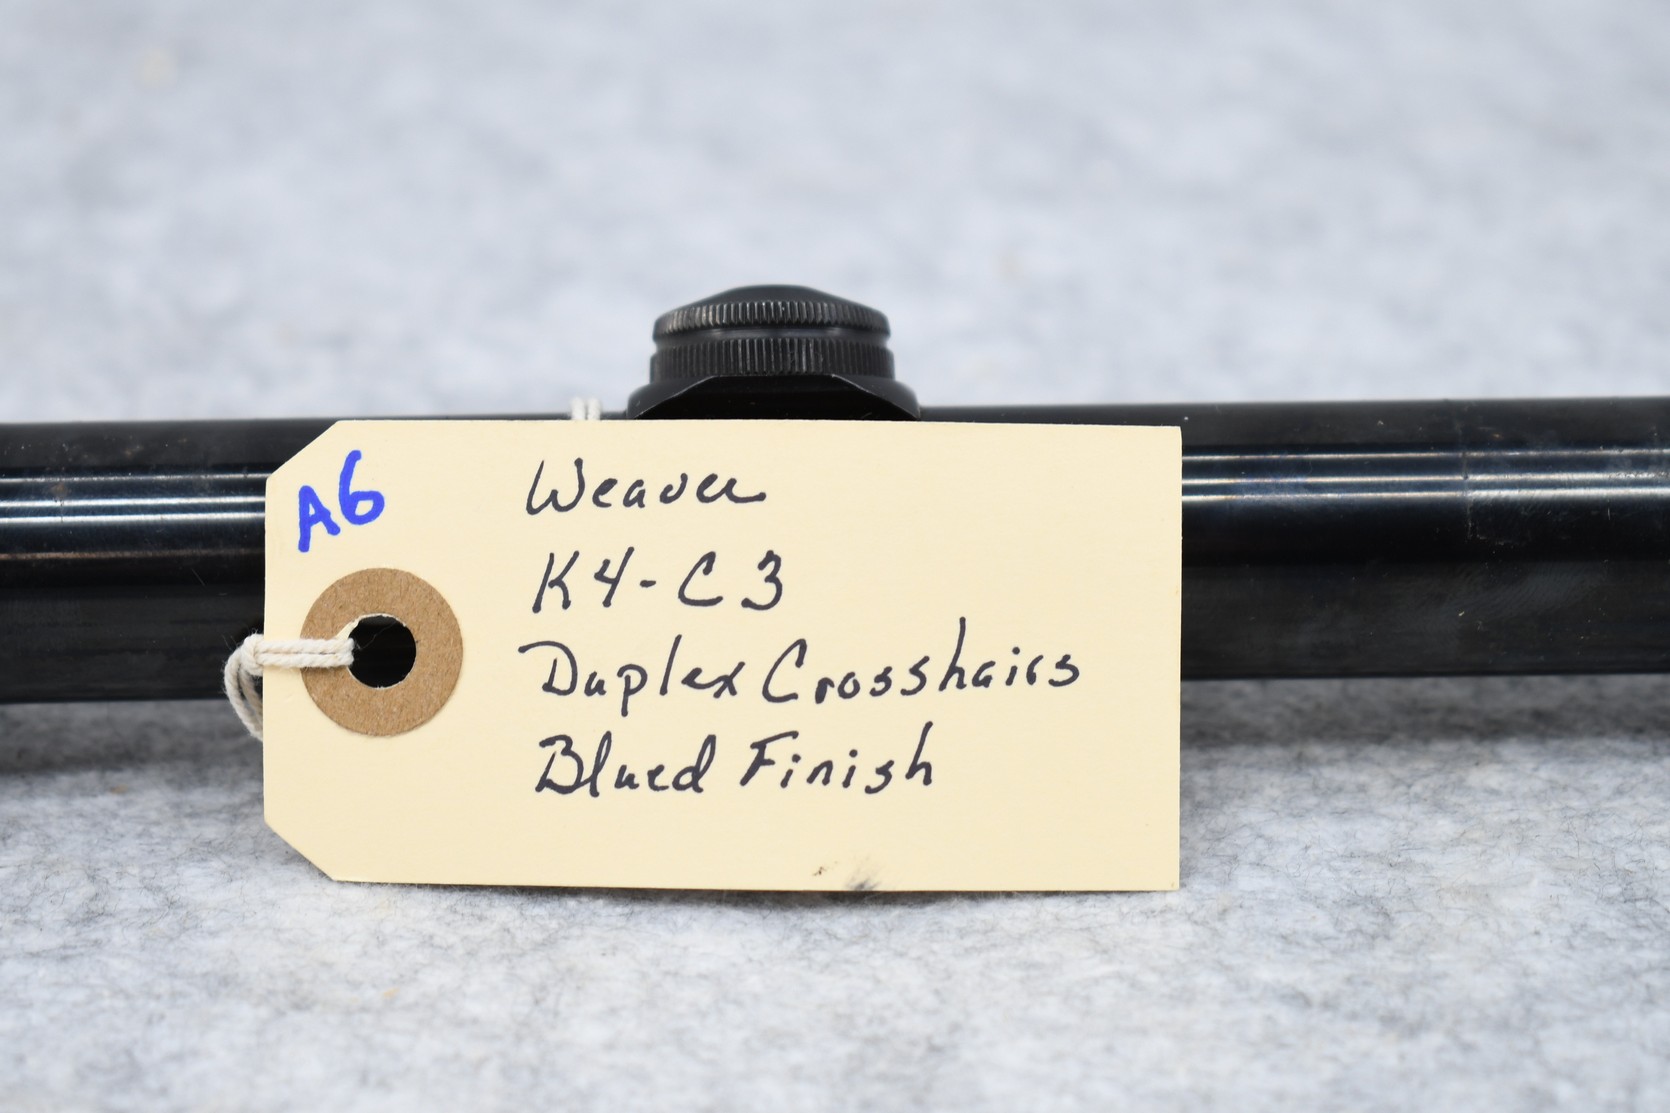 A6
Weaver
K4-C3
Duplex Crosshairs
Blued Finish